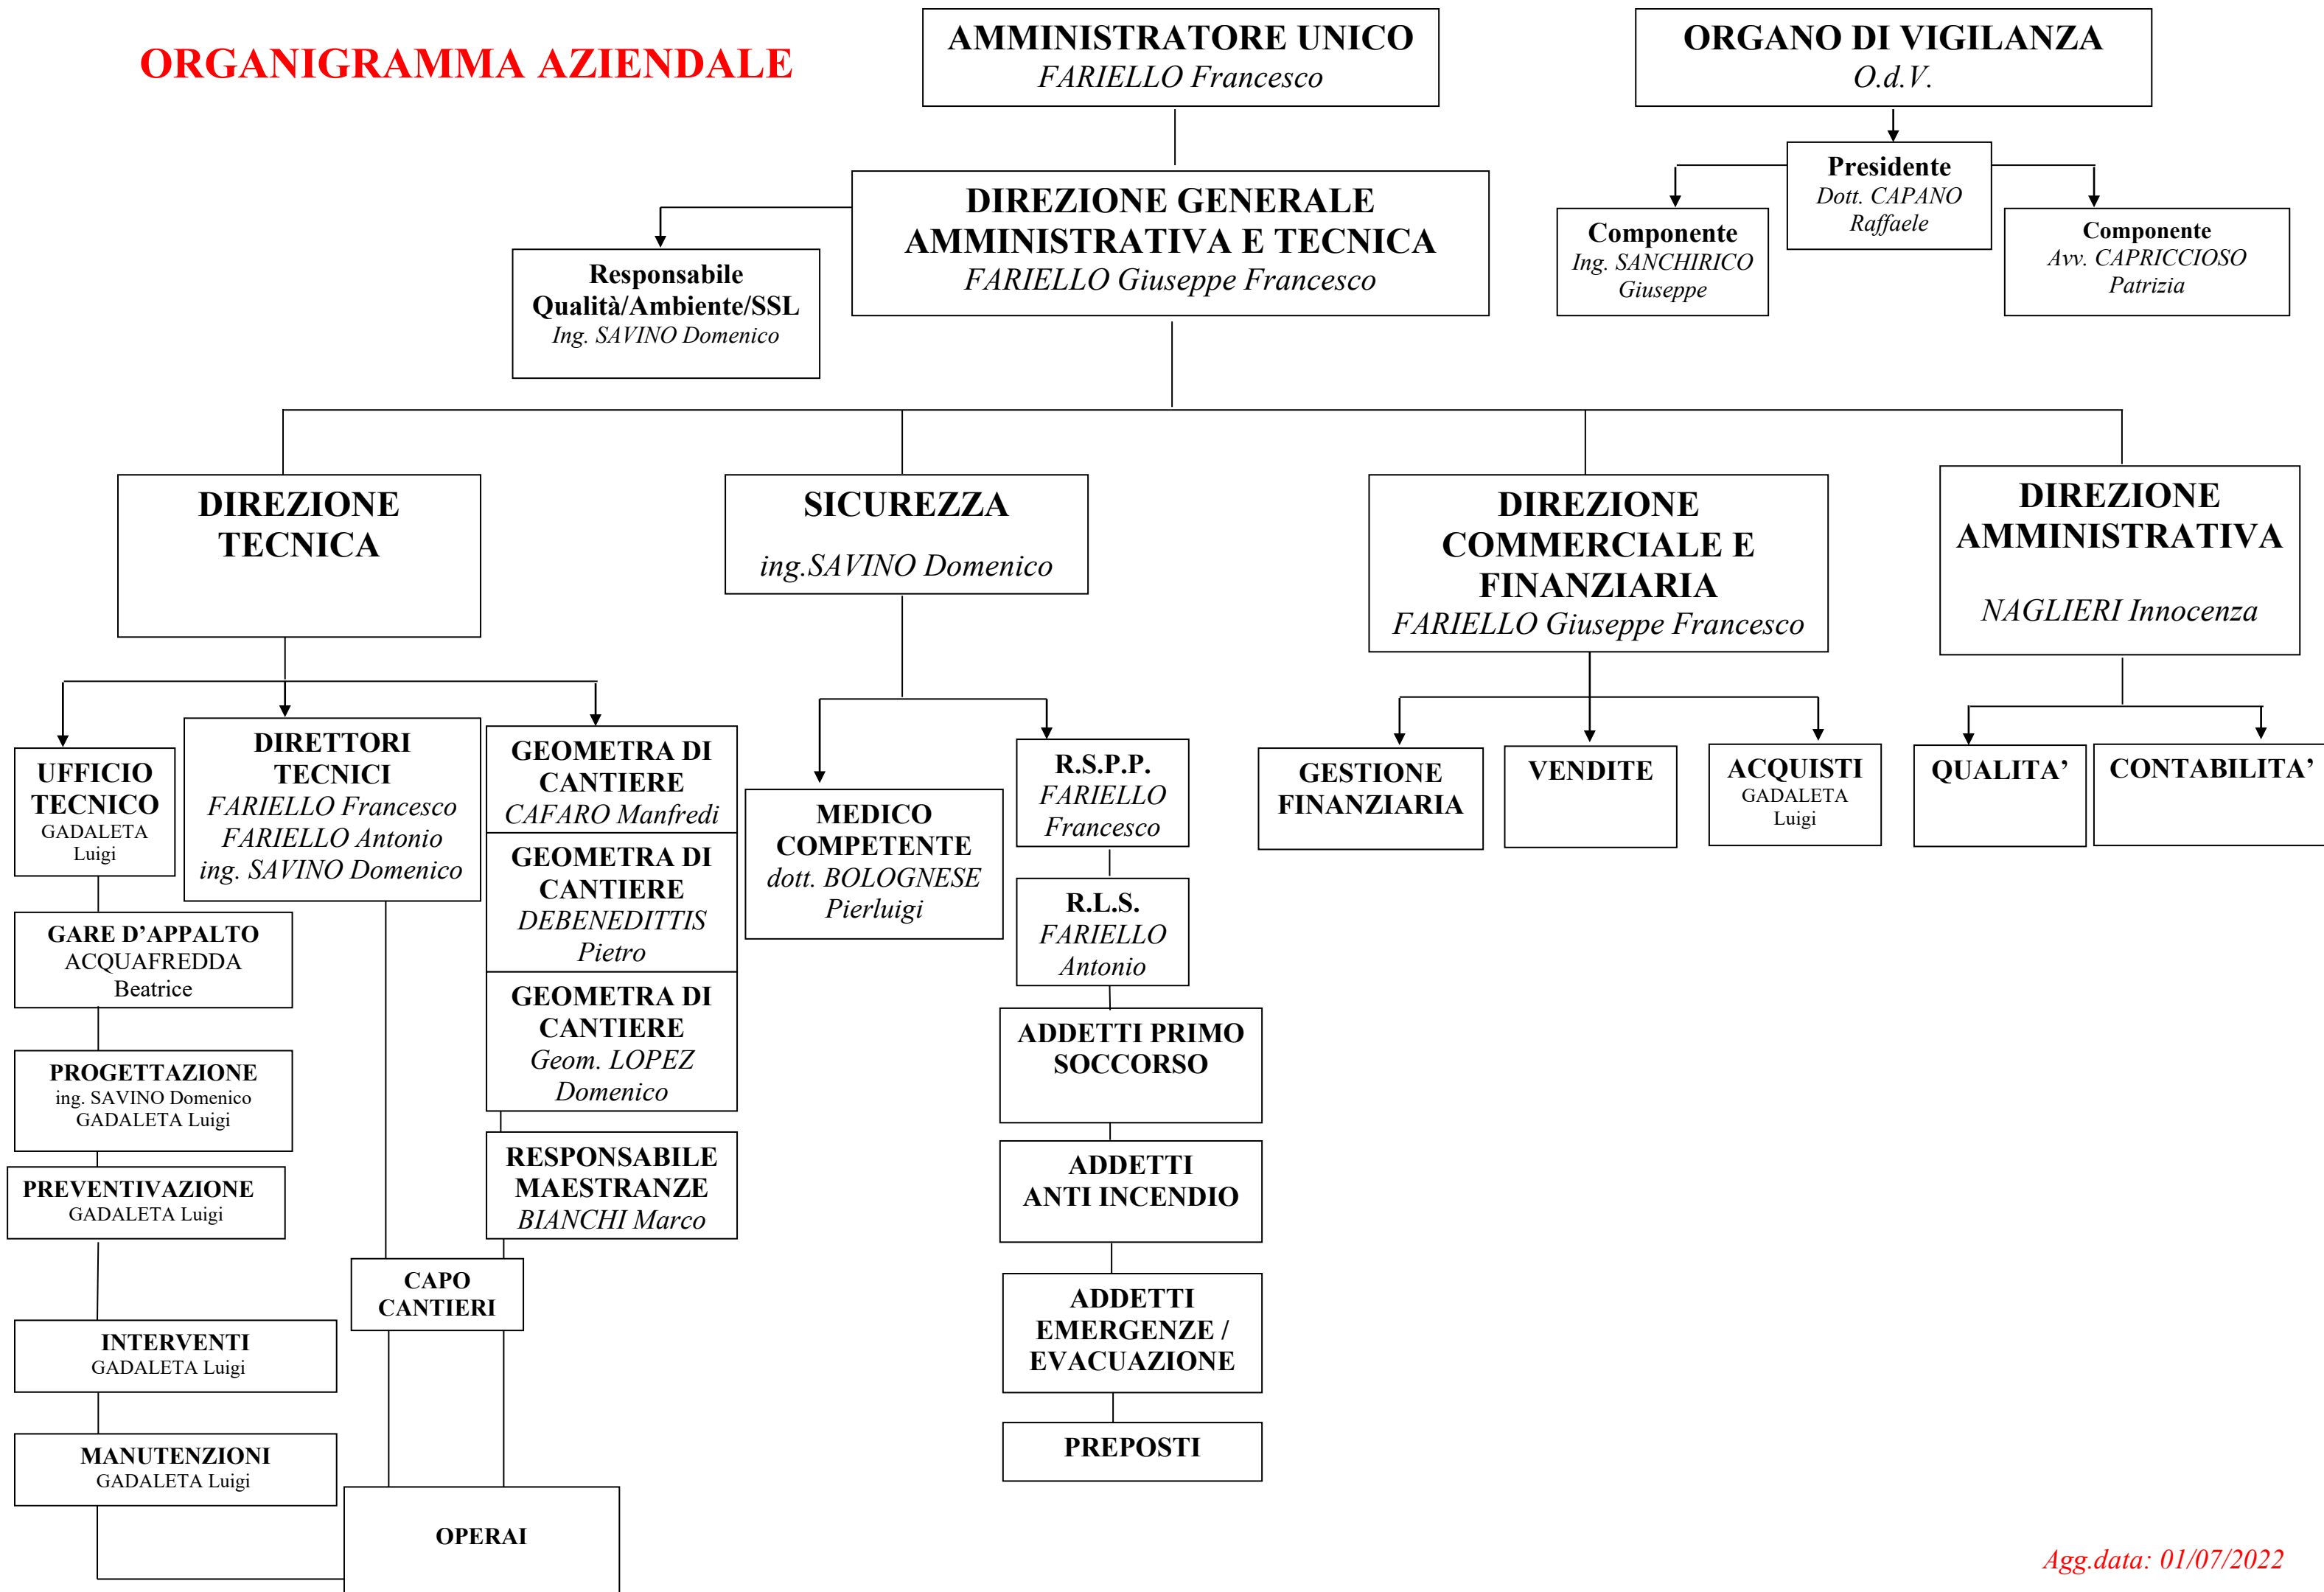 ORGANIGRAMMA AZIENDALE
AMMINISTRATORE UNICO
FARIELLO Francesco
ORGANO DI VIGILANZA
O.d.V.
Presidente
Dott. CAPANO
Raffaele
Componente
Ing. SANCHIRICO
Giuseppe
Componente
Avv. CAPRICCIOSO
Patrizia
DIREZIONE GENERALE
AMMINISTRATIVA E TECNICA
FARIELLO Giuseppe Francesco
Responsabile
Qualità/Ambiente/SSL
Ing. SAVINO Domenico
DIREZIONE
TECNICA
SICUREZZA
ing.SAVINO Domenico
DIREZIONE
COMMERCIALE E
FINANZIARIA
FARIELLO Giuseppe Francesco
DIREZIONE
AMMINISTRATIVA
NAGLIERI Innocenza
UFFICIO
TECNICO
GADALETA
Luigi
DIRETTORI
TECNICI
FARIELLO Francesco
FARIELLO Antonio
ing. SAVINO Domenico
GEOMETRA DI
CANTIERE
CAFARO Manfredi
GEOMETRA DI
CANTIERE
DEBENEDITTIS
Pietro
GEOMETRA DI
CANTIERE
Geom. LOPEZ
Domenico
RESPONSABILE
MAESTRANZE
BIANCHI Marco
MEDICO
COMPETENTE
dott. BOLOGNESE
Pierluigi
R.S.P.P.
FARIELLO
Francesco
R.L.S.
FARIELLO
Antonio
ADDETTI PRIMO
SOCCORSO
ADDETTI
ANTI INCENDIO
ADDETTI
EMERGENZE /
EVACUAZIONE
PREPOSTI
GESTIONE
FINANZIARIA
VENDITE
ACQUISTI
GADALETA
Luigi
QUALITA’
CONTABILITA’
GARE D’APPALTO
ACQUAFREDDA
Beatrice
PROGETTAZIONE
ing. SAVINO Domenico
GADALETA Luigi
PREVENTIVAZIONE
GADALETA Luigi
INTERVENTI
GADALETA Luigi
MANUTENZIONI
GADALETA Luigi
CAPO
CANTIERI
OPERAI
Agg.data: 01/07/2022